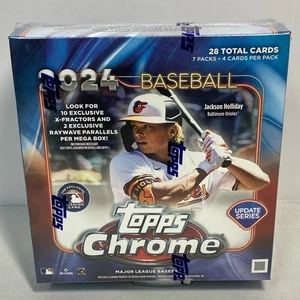 28 TOTAL CARDS
7 PACKS • 4 CARDS PER PACK
2024 BASEBALL
LOOK FOR
10 EXCLUSIVE
X-FRACTORS AND
2 EXCLUSIVE
RAYWAVE PARALLELS
PER MEGA BOX!
Jackson Holliday
Baltimore Orioles
topps
Chrome
UPDATE
SERIES
MAJOR LEAGUE BASEBALL